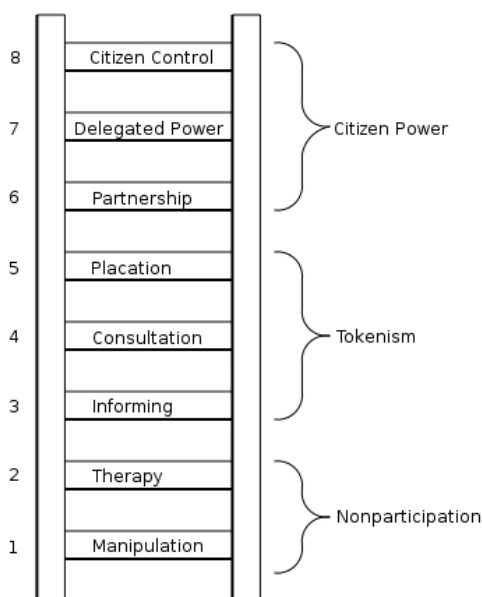 8 Citizen Control
7 Delegated Power Citizen Power
6 Partnership
5 Placation
4 Consultation Tokenism
3 Informing
2 Therapy
Nonparticipation
1 Manipulation